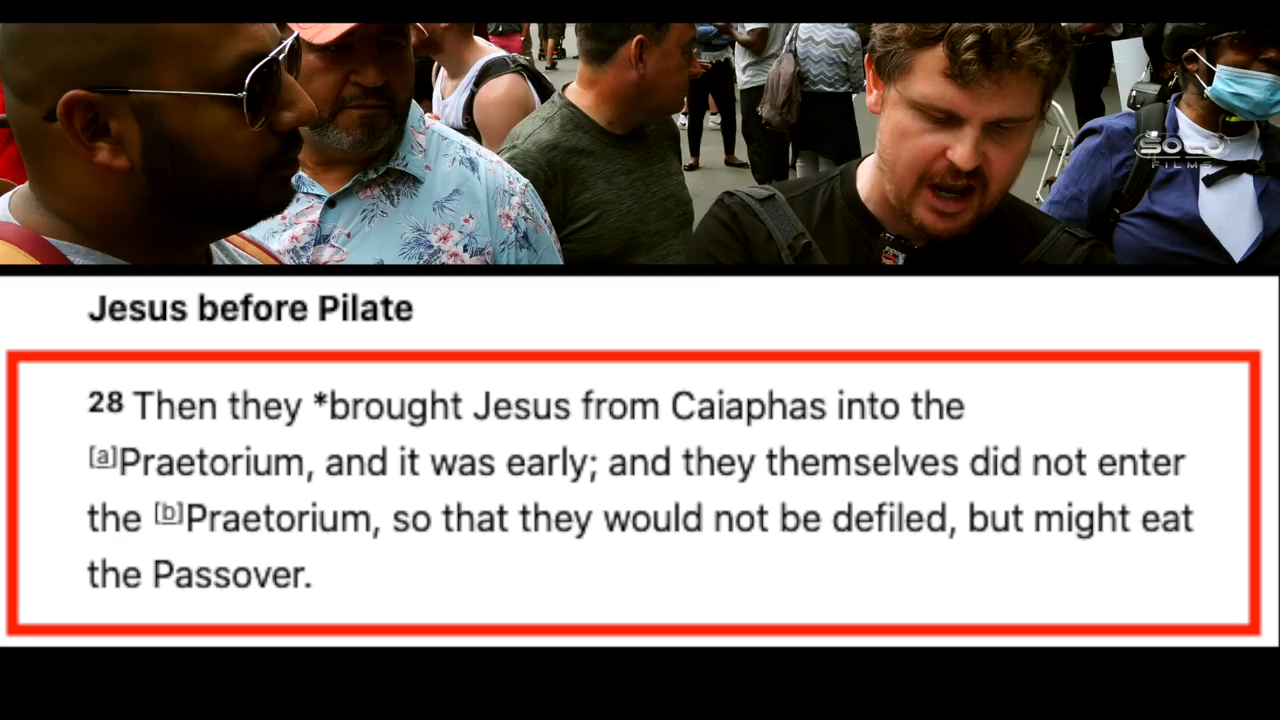 SOLO
FILMS
Jesus before Pilate
28 Then they *brought Jesus from Caiaphas into the
[a]Praetorium, and it was early; and they themselves did not enter
the [b]Praetorium, so that they would not be defiled, but might eat
the Passover.